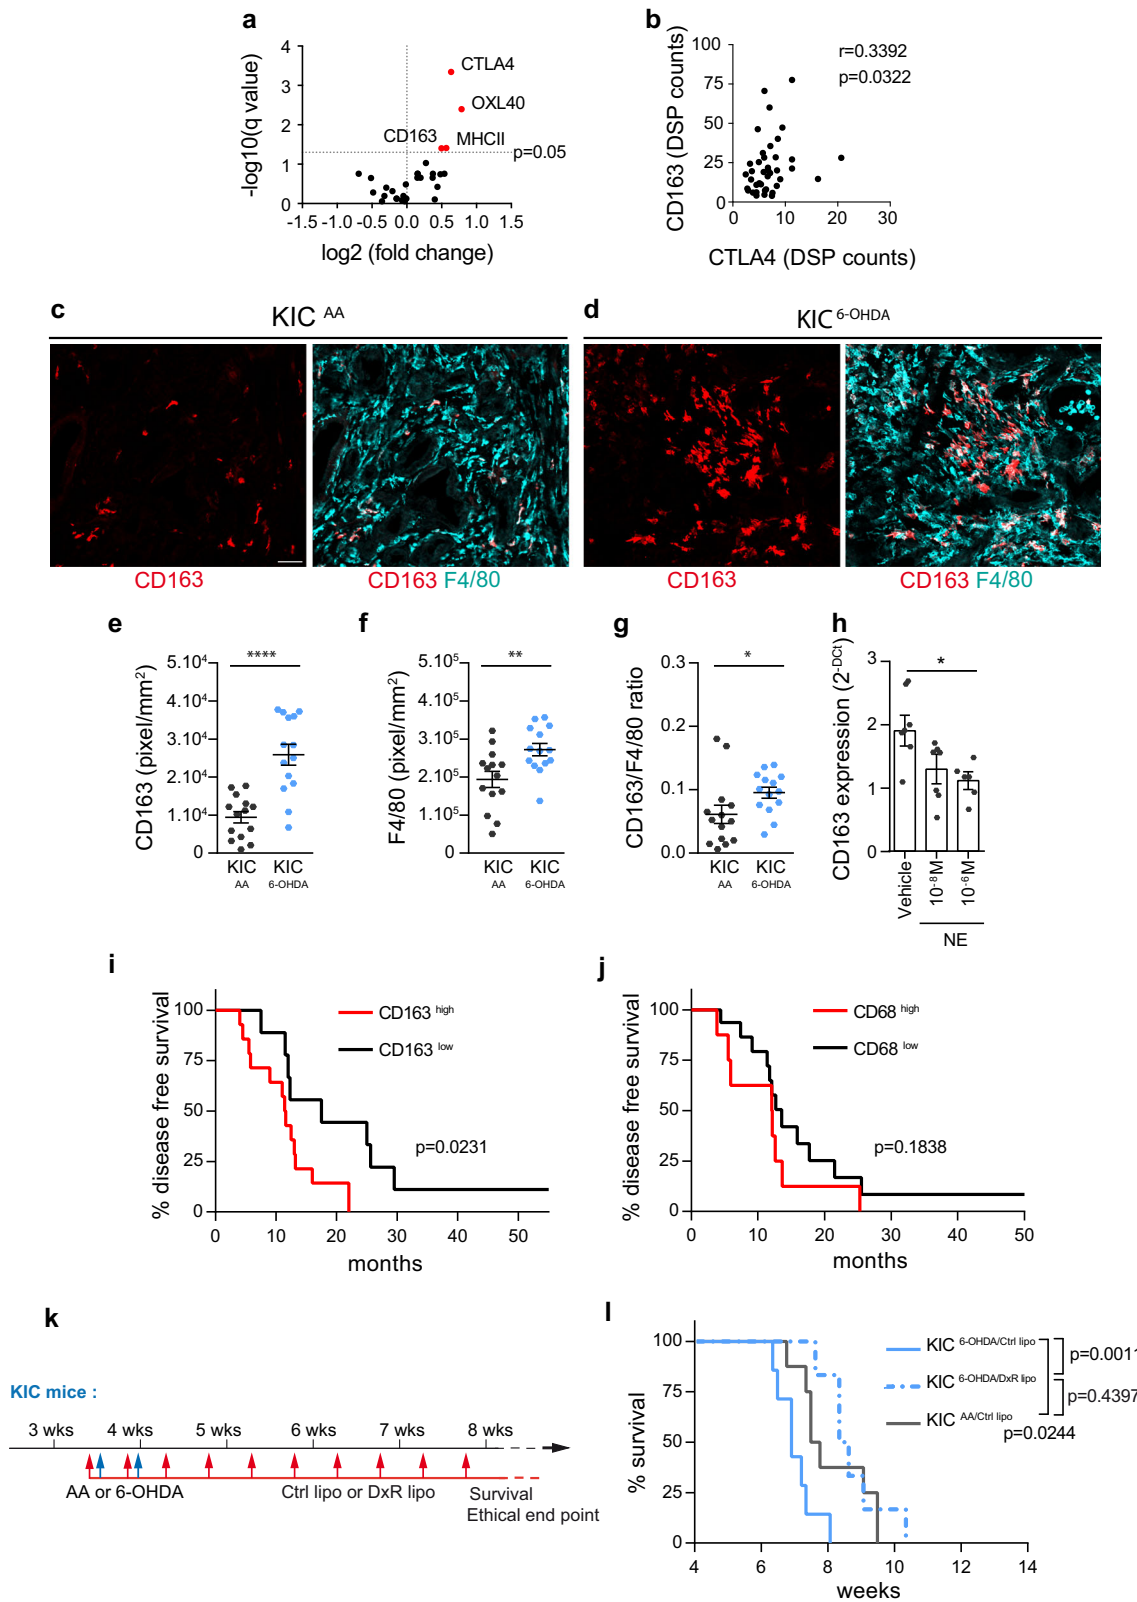 a
-log10(q value)
4
3
2
1
0
CTLA4
OXL40
CD163
MHCII
p=0.05
-1.5 -1.0 -0.5 0.0 0.5 1.0 1.5
log2 (fold change)
b
CD163 (DSP counts)
100
75
50
25
0
r=0.3392
p=0.0322
0 10 20 30
CTLA4 (DSP counts)
c
KIC AA
CD163
CD163 F4/80
d
KIC 6-OHDA
CD163
CD163 F4/80
e
CD163 (pixel/mm²)
5.10⁴
4.10⁴
3.10⁴
2.10⁴
1.10⁴
0
****
KIC KIC
AA 6-OHDA
f
F4/80 (pixel/mm²)
5.10⁵
4.10⁵
3.10⁵
2.10⁵
1.10⁵
0
**
KIC KIC
AA 6-OHDA
g
CD163/F4/80 ratio
0.3
0.2
0.1
0.0
*
KIC KIC
AA 6-OHDA
h
CD163 expression (2^-DCt)
3
2
1
0
*
Vehicle
10⁻⁸M
10⁻⁶M
NE
i
% disease free survival
100
75
50
25
0
CD163 high
CD163 low
p=0.0231
0 10 20 30 40 50
months
j
% disease free survival
100
75
50
25
0
CD68 high
CD68 low
p=0.1838
0 10 20 30 40 50
months
k
KIC mice :
3 wks 4 wks 5 wks 6 wks 7 wks 8 wks
AA or 6-OHDA
Ctrl lipo or DxR lipo
Survival
Ethical end point
l
% survival
100
75
50
25
0
KIC 6-OHDA/Ctrl lipo
KIC 6-OHDA/DxR lipo
KIC AA/Ctrl lipo
p=0.0011
p=0.4397
p=0.0244
4 6 8 10 12 14
weeks